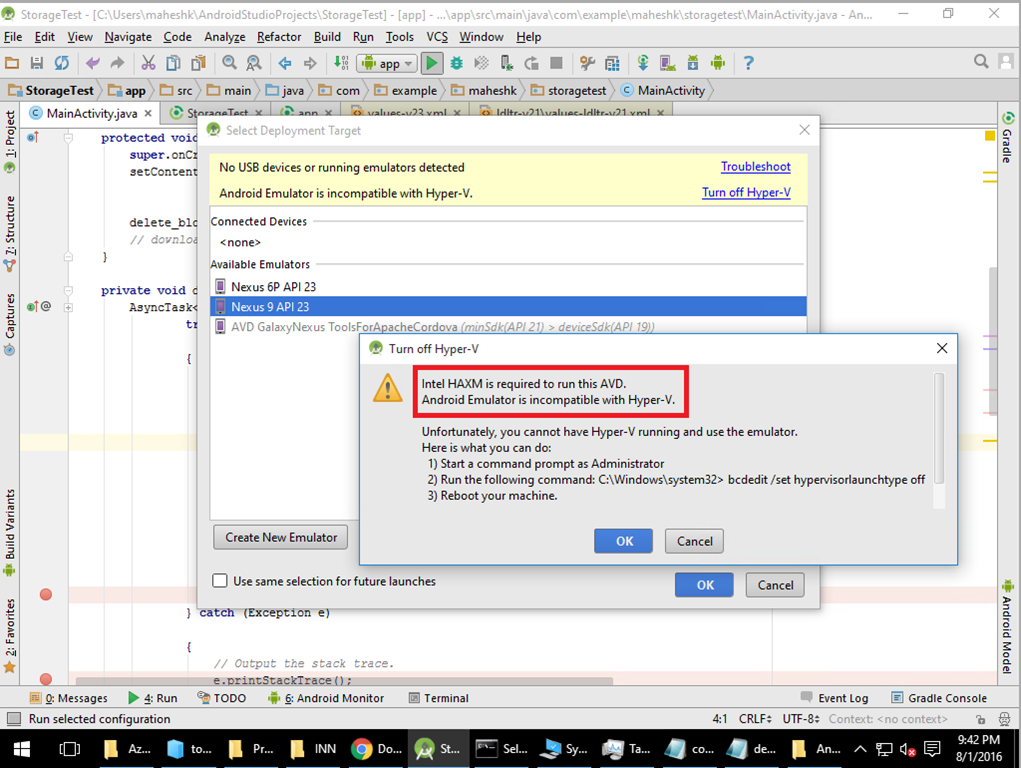 StorageTest - [C:\Users\maheshk\AndroidStudioProjects\StorageTest] - [app] - ...\app\src\main\java\com\example\maheshk\storagetest\MainActivity.java - An...
File Edit View Navigate Code Analyze Refactor Build Run Tools VCS Window Help
app
StorageTest app src main java com example maheshk storagetest MainActivity
MainActivity.java StorageTest app values-v23.xml ldltr-v21\values-ldltr-v21.xml
1: Project
7: Structure
Captures
Build Variants
2: Favorites
Gradle
Android Model
protected void
super.onCr
setContent
delete_blo
// downloa
}
private void d
AsyncTask<
tr
{
} catch (Exception e)
{
// Output the stack trace.
e.printStackTrace();
Select Deployment Target
No USB devices or running emulators detected Troubleshoot
Android Emulator is incompatible with Hyper-V. Turn off Hyper-V
Connected Devices
<none>
Available Emulators
Nexus 6P API 23
Nexus 9 API 23
AVD GalaxyNexus ToolsForApacheCordova (minSdk(API 21) > deviceSdk(API 19))
Create New Emulator
Use same selection for future launches
OK Cancel
Turn off Hyper-V
Intel HAXM is required to run this AVD.
Android Emulator is incompatible with Hyper-V.
Unfortunately, you cannot have Hyper-V running and use the emulator.
Here is what you can do:
1) Start a command prompt as Administrator
2) Run the following command: C:\Windows\system32> bcdedit /set hypervisorlaunchtype off
3) Reboot your machine.
OK Cancel
0: Messages 4: Run TODO 6: Android Monitor Terminal Event Log Gradle Console
Run selected configuration 4:1 CRLF UTF-8 Context: <no context>
Az... to... Pr... INN Do... St... Sel... Sy... Ta... co... de... An...
9:42 PM
8/1/2016